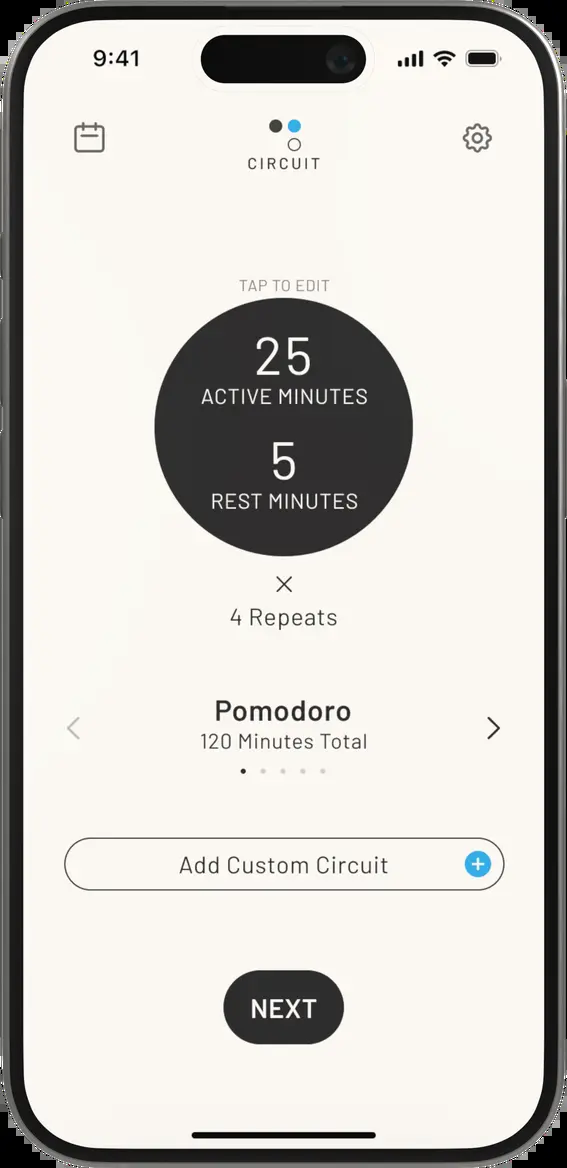 9:41
CIRCUIT
TAP TO EDIT
25
ACTIVE MINUTES
5
REST MINUTES
×
4 Repeats
Pomodoro
120 Minutes Total
Add Custom Circuit
NEXT